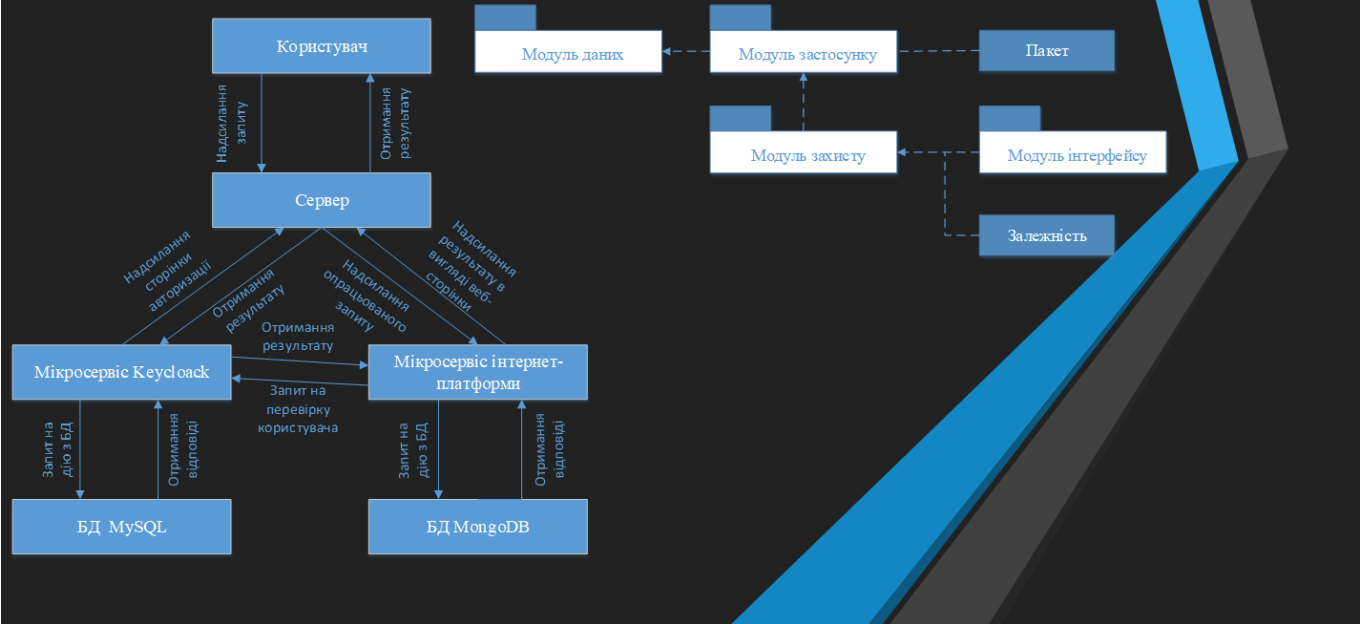 Користувач
Надсилання
запиту
Отримання
результату
Сервер
Надсилання
сторінки
авторизації
Отримання
результату
Надсилання
опрацьованого
запиту
Надсилання
результату в
вигляді веб-
сторінки
Отримання
результату
Мікросервіс Keycloack
Мікросервіс інтернет-
платформи
Запит на
перевірку
користувача
Запит на
дію з БД
Отримання
відповіді
Запит на
дію з БД
Отримання
відповіді
БД MySQL
БД MongoDB
Модуль даних
Модуль застосунку
Пакет
Модуль захисту
Модуль інтерфейсу
Залежність